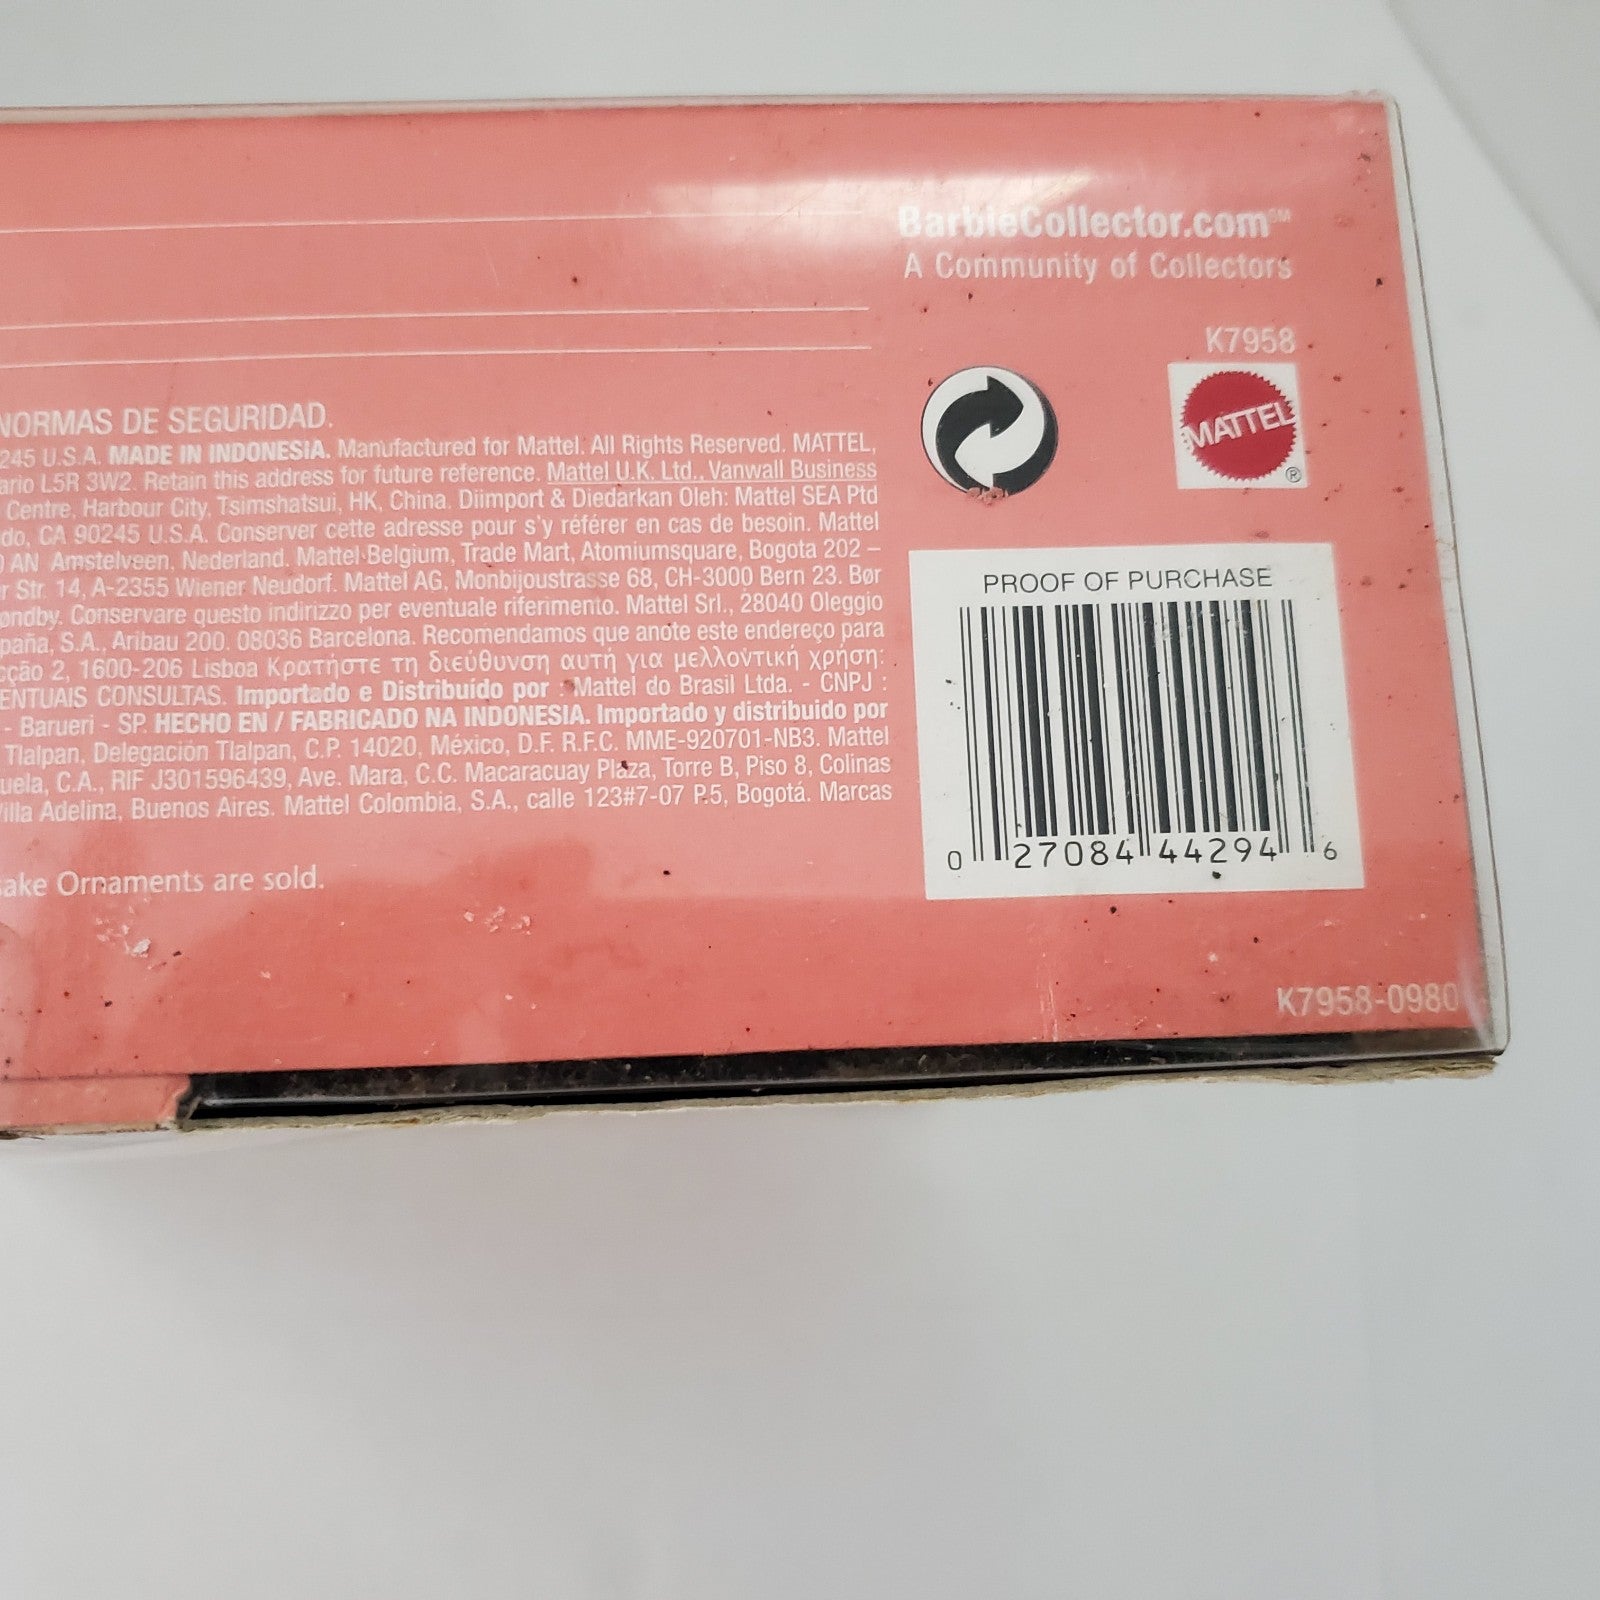 BarbieCollector.com℠
A Community of Collectors
K7958
MATTEL
®
NORMAS DE SEGURIDAD.
245 U.S.A. MADE IN INDONESIA. Manufactured for Mattel. All Rights Reserved. MATTEL,
ario L5R 3W2. Retain this address for future reference. Mattel U.K. Ltd., Vanwall Business
Centre, Harbour City, Tsimshatsui, HK, China. Diimport & Diedarkan Oleh: Mattel SEA Ptd
do, CA 90245 U.S.A. Conserver cette adresse pour s'y référer en cas de besoin. Mattel
AN Amstelveen. Nederland. Mattel-Belgium, Trade Mart, Atomiumsquare, Bogota 202 –
r Str. 14, A-2355 Wiener Neudorf. Mattel AG, Monbijoustrasse 68, CH-3000 Bern 23. Bør
øndby. Conservare questo indirizzo per eventuale riferimento. Mattel Srl., 28040 Oleggio
paña, S.A., Aribau 200. 08036 Barcelona. Recomendamos que anote este endereço para
cção 2, 1600-206 Lisboa Κρατήστε τη διεύθυνση αυτή για μελλοντική χρήση:
ENTUAIS CONSULTAS. Importado e Distribuído por : Mattel do Brasil Ltda. - CNPJ :
- Barueri - SP. HECHO EN / FABRICADO NA INDONESIA. Importado y distribuido por
Tlalpan, Delegación Tlalpan, C.P. 14020, México, D.F. R.F.C. MME-920701-NB3. Mattel
uela, C.A., RIF J301596439, Ave. Mara, C.C. Macaracuay Plaza, Torre B, Piso 8, Colinas
Villa Adelina, Buenos Aires. Mattel Colombia, S.A., calle 123#7-07 P.5, Bogotá. Marcas
sake Ornaments are sold.
PROOF OF PURCHASE
0 27084 44294 6
K7958-0980